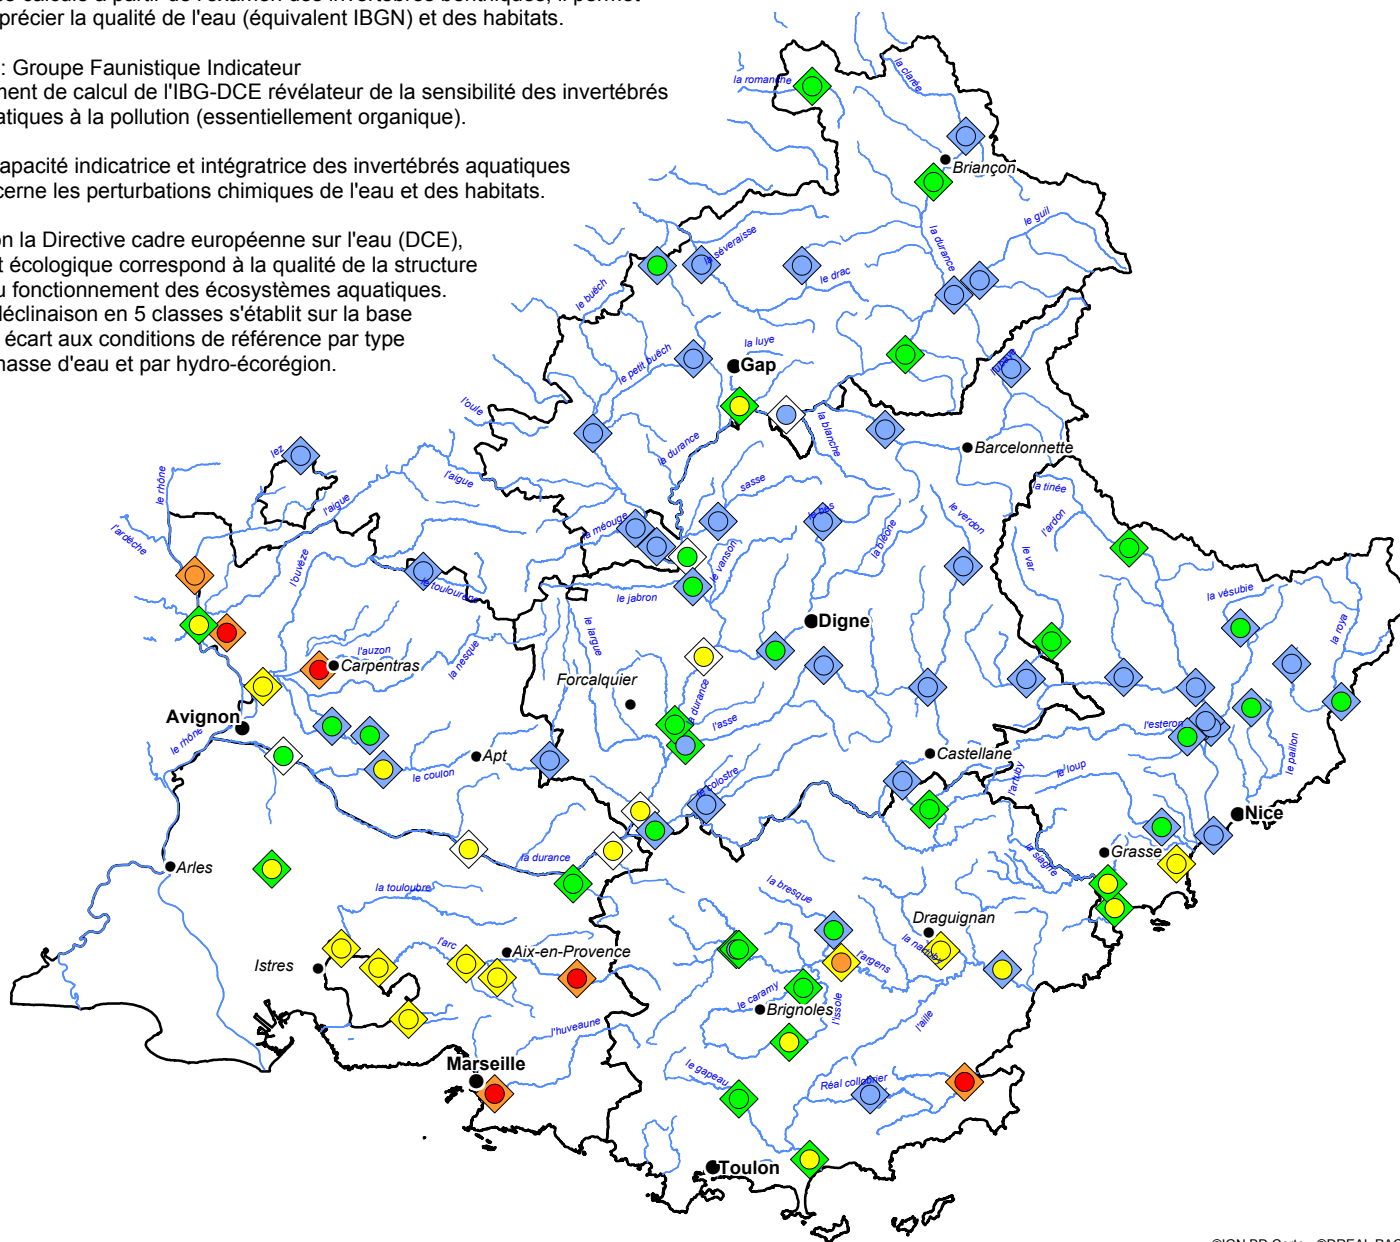 précier la qualité de l'eau (équivalent IBGN) et des habitats.
: Groupe Faunistique Indicateur
ment de calcul de l'IBG-DCE révélateur de la sensibilité des invertébrés
atiques à la pollution (essentiellement organique).
apacité indicatrice et intégratrice des invertébrés aquatiques
cerne les perturbations chimiques de l'eau et des habitats.
on la Directive cadre européenne sur l'eau (DCE),
t écologique correspond à la qualité de la structure
u fonctionnement des écosystèmes aquatiques.
déclinaison en 5 classes s'établit sur la base
écart aux conditions de référence par type
masse d'eau et par hydro-écorégion.
la romanche
la clarée
Briançon
le guil
la durance
la séveraisse
le drac
le buëch
la luye
le petit buëch
Gap
l'ubaye
l'oule
la blanche
la durance
Barcelonnette
lez
le rhône
l'aigue
l'aigue
sasse
la tinée
l'ardèche
l'ardon
la méouge
la bès
la bléone
le verdon
l'ouvèze
le vanson
le var
le toulourenc
le jabron
la vésubie
le largue
Digne
la roya
l'auzon
la nesque
Carpentras
Forcalquier
la durance
Avignon
l'asse
l'esteron
le rhône
le paillon
Apt
Castellane
le coulon
le loup
l'artuby
la colostre
Nice
Grasse
la siagne
la durance
Arles
la touloubre
la bresque
Draguignan
la nartuby
l'arc
Aix-en-Provence
l'argens
Istres
le caramy
Brignoles
l'issole
l'aille
l'huveaune
Marseille
le gapeau
Réal collobrier
Toulon